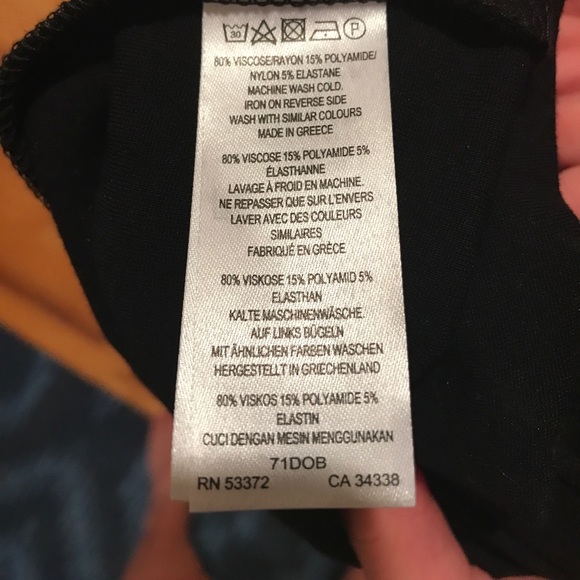 30 P
80% VISCOSE/RAYON 15% POLYAMIDE/
NYLON 5% ELASTANE
MACHINE WASH COLD.
IRON ON REVERSE SIDE
WASH WITH SIMILAR COLOURS
MADE IN GREECE
80% VISCOSE 15% POLYAMIDE 5%
ÉLASTHANNE
LAVAGE À FROID EN MACHINE.
NE REPASSER QUE SUR L'ENVERS
LAVER AVEC DES COULEURS
SIMILAIRES
FABRIQUÉ EN GRÈCE
80% VISKOSE 15% POLYAMID 5%
ELASTHAN
KALTE MASCHINENWÄSCHE.
AUF LINKS BÜGELN
MIT ÄHNLICHEN FARBEN WASCHEN
HERGESTELLT IN GRIECHENLAND
80% VISKOS 15% POLYAMIDE 5%
ELASTIN
CUCI DENGAN MESIN MENGGUNAKAN
71DOB
RN 53372 CA 34338